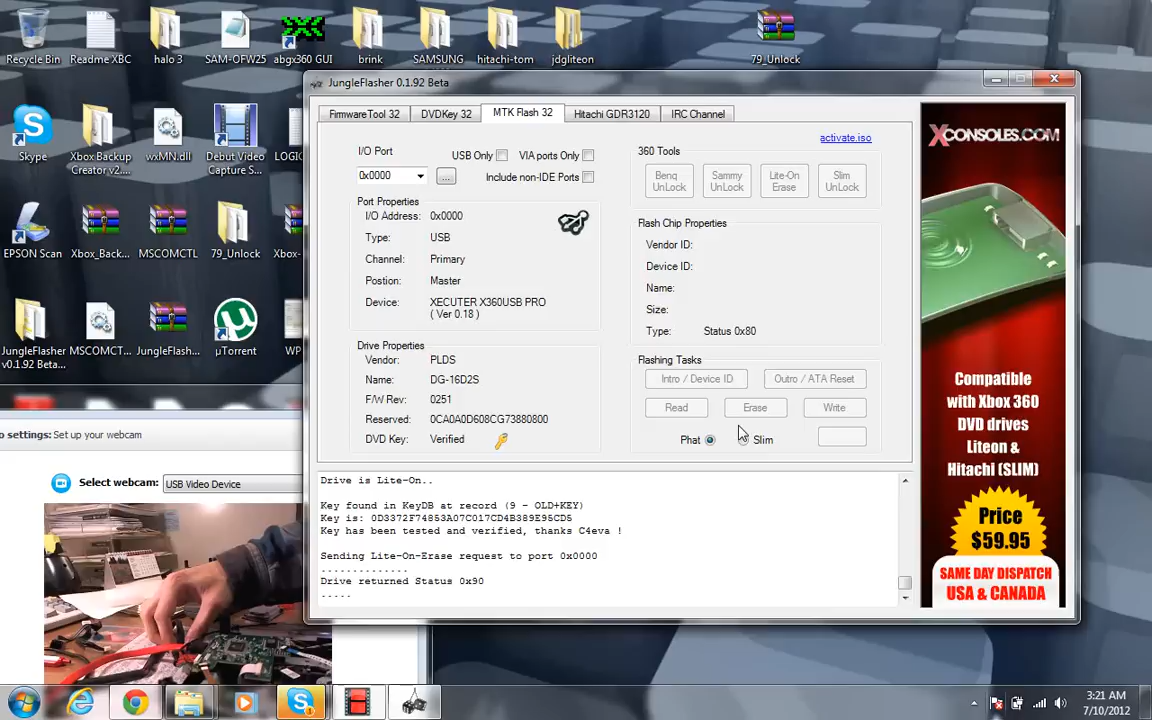 Recycle Bin
Readme XBC
halo 3
SAM-OFW25
abgx360 GUI
brink
SAMSUNG
hitachi-tom
jdgliteon
79_Unlock
Skype
Xbox Backup
Creator v2...
wxMN.dll
Debut Video
Capture S...
LOGIC
EPSON Scan
Xbox_Back...
MSCOMCTL
79_Unlock
Xbox-
JungleFlasher
v0.1.92 Beta...
MSCOMCT...
JungleFlash...
µTorrent
WP
JungleFlasher 0.1.92 Beta
FirmwareTool 32
DVDKey 32
MTK Flash 32
Hitachi GDR3120
IRC Channel
activate.iso
I/O Port
USB Only
VIA ports Only
0x0000
...
Include non-IDE Ports
Port Properties
I/O Address: 0x0000
Type: USB
Channel: Primary
Postion: Master
Device: XECUTER X360USB PRO
( Ver 0.18 )
Drive Properties
Vendor: PLDS
Name: DG-16D2S
F/W Rev: 0251
Reserved: 0CA0A0D608CG73880800
DVD Key: Verified
360 Tools
Benq
UnLock
Sammy
UnLock
Lite-On
Erase
Slim
UnLock
Flash Chip Properties
Vendor ID:
Device ID:
Name:
Size:
Type: Status 0x80
Flashing Tasks
Intro / Device ID
Outro / ATA Reset
Read
Erase
Write
Phat
Slim
Drive is Lite-On..
Key found in KeyDB at record (9 - OLD+KEY)
Key is: 0D3372F74853A07C017CD4B389E95CD5
Key has been tested and verified, thanks C4eva !
Sending Lite-On-Erase request to port 0x0000
--------------
Drive returned Status 0x90
-----
XCONSOLES.COM
Compatible
with Xbox 360
DVD drives
Liteon &
Hitachi (SLIM)
Price
$59.95
SAME DAY DISPATCH
USA & CANADA
o settings: Set up your webcam
Select webcam:
USB Video Device
3:21 AM
7/10/2012